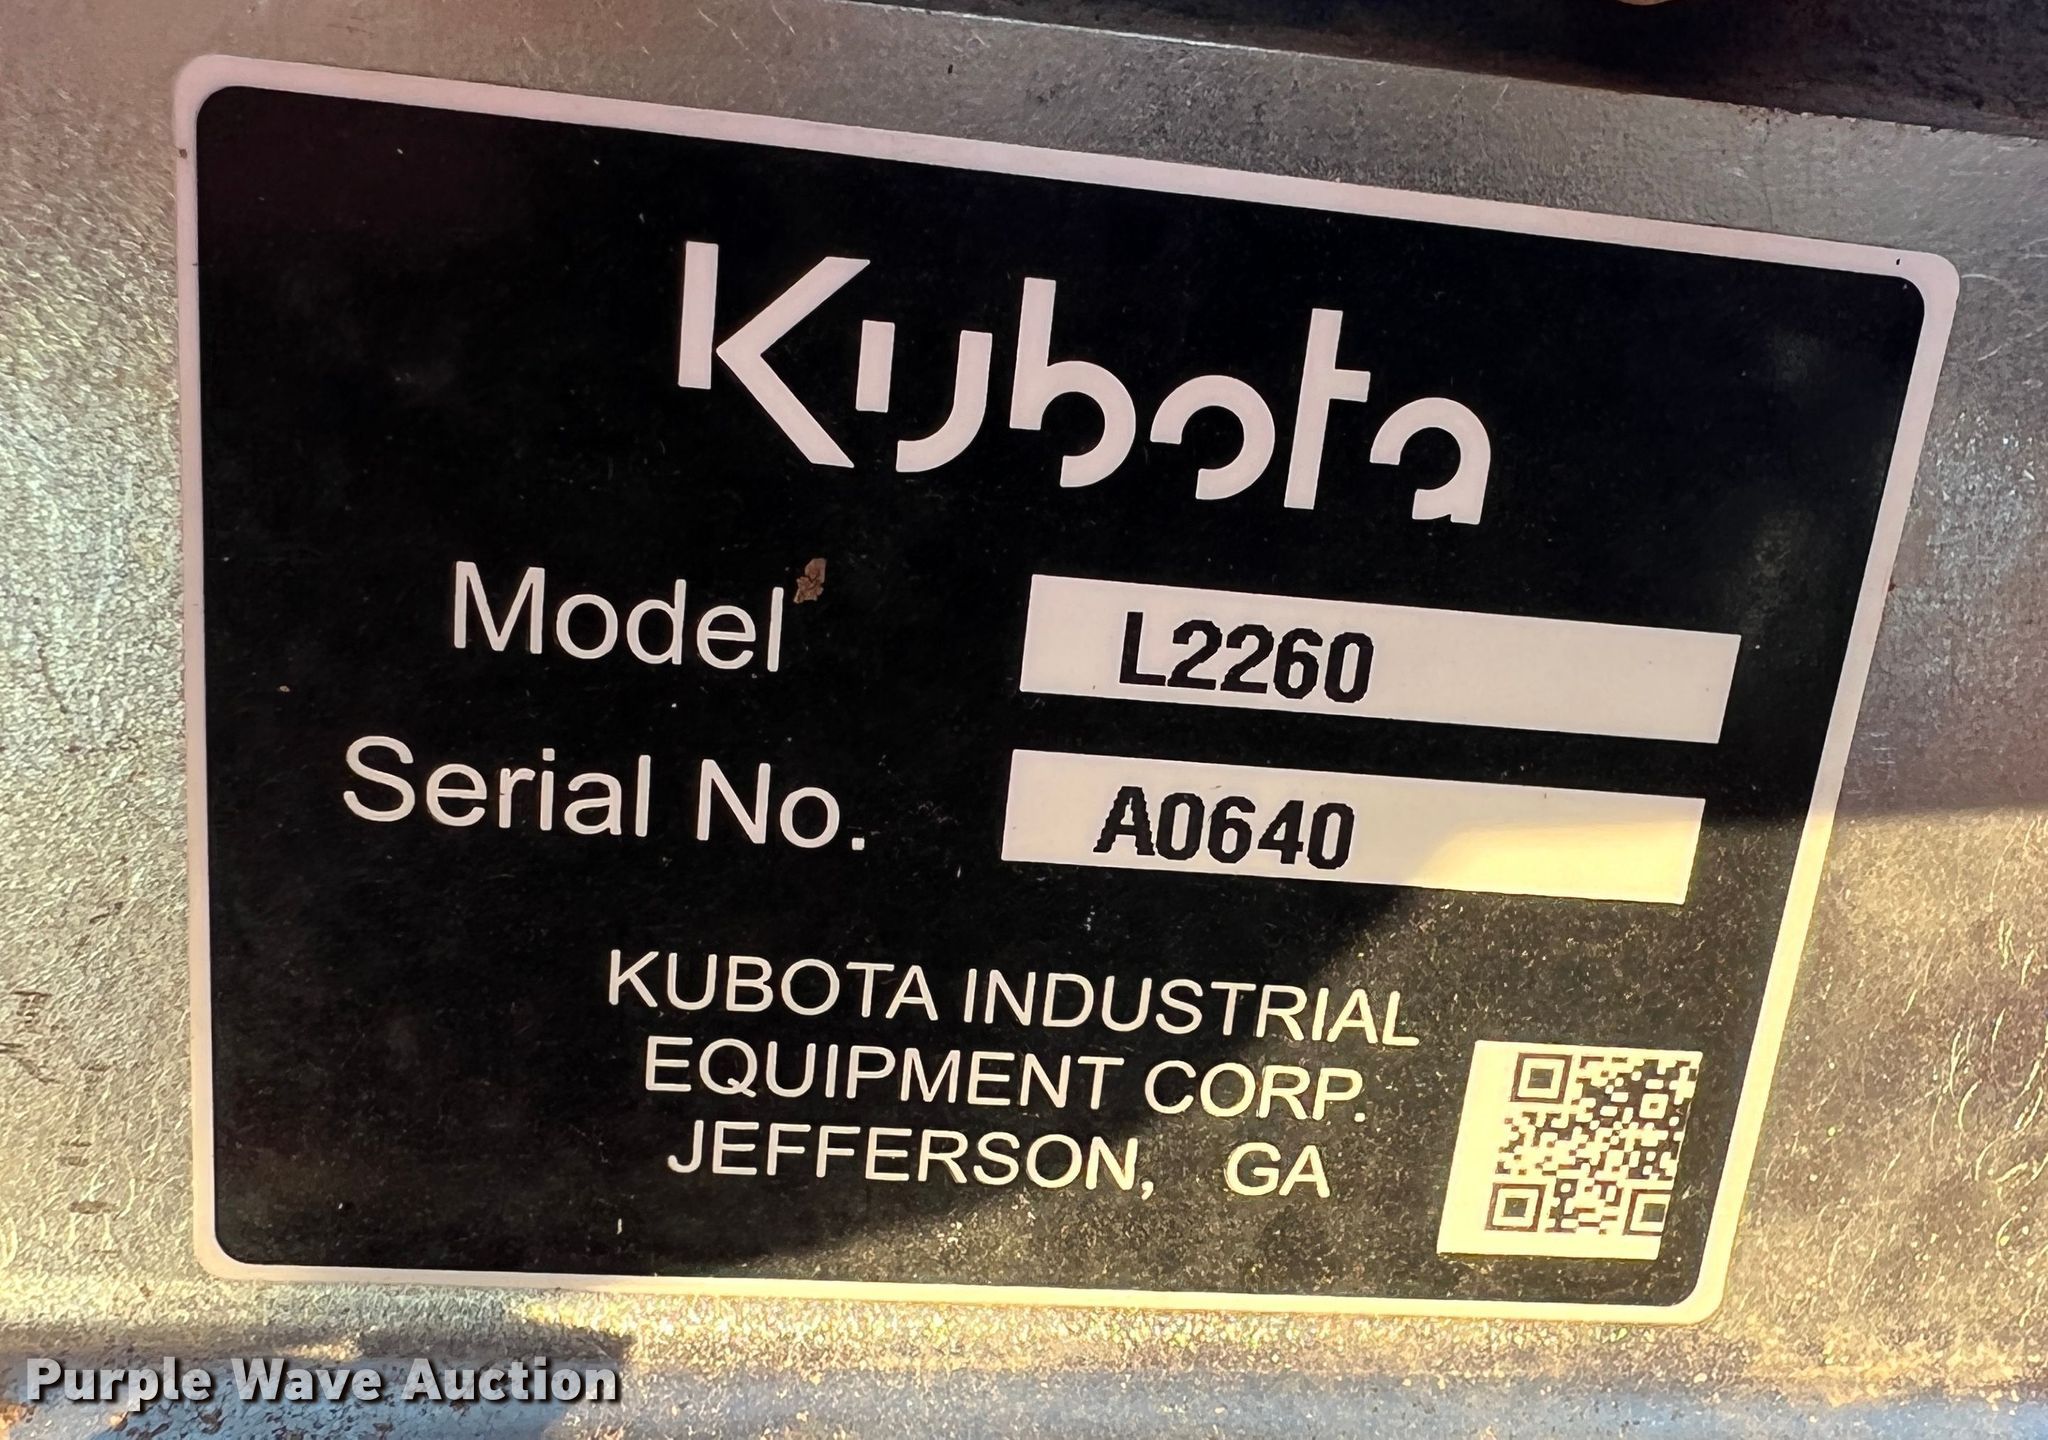 Kubota
Model L2260
Serial No. A0640
KUBOTA INDUSTRIAL
EQUIPMENT CORP.
JEFFERSON, GA
Purple Wave Auction